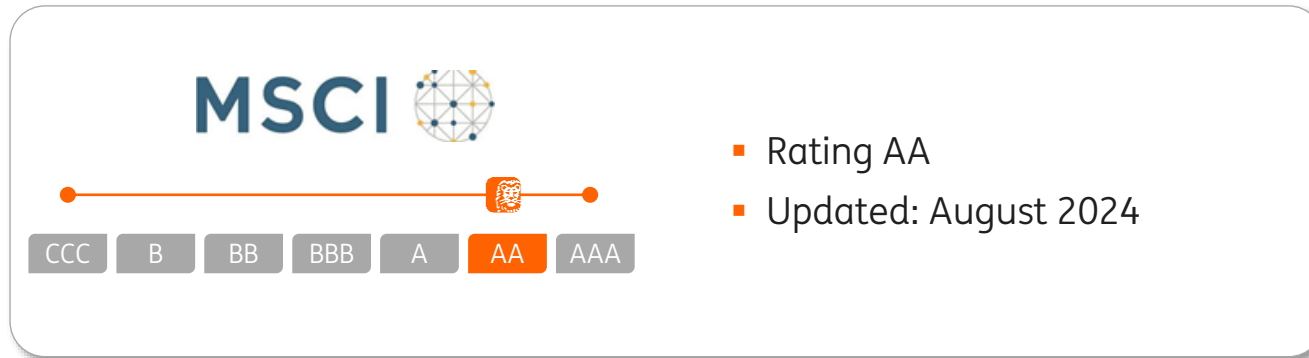 MSCI
CCC B BB BBB A AA AAA
▪ Rating AA
▪ Updated: August 2024